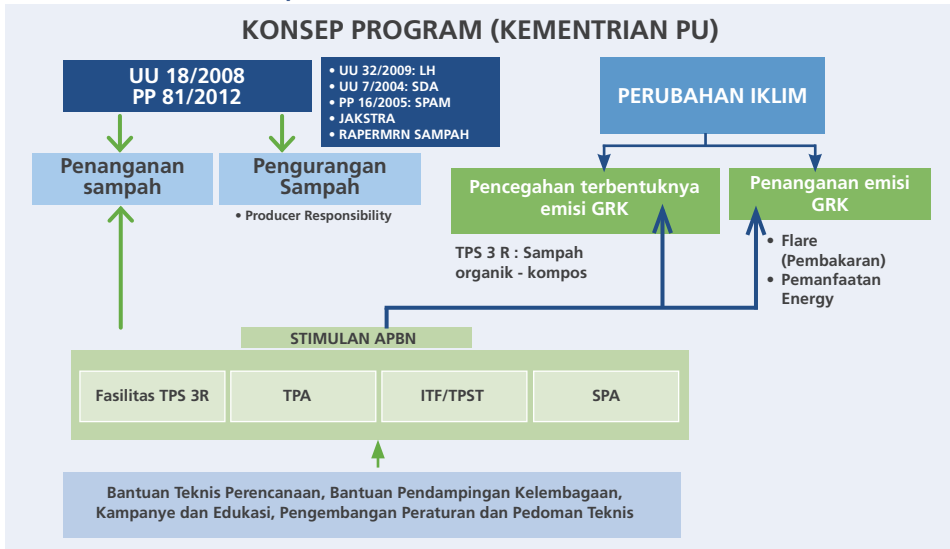 KONSEP PROGRAM (KEMENTRIAN PU)
UU 18/2008
PP 81/2012
• UU 32/2009: LH
• UU 7/2004: SDA
• PP 16/2005: SPAM
• JAKSTRA
• RAPERMRN SAMPAH
PERUBAHAN IKLIM
Penanganan
sampah
Pengurangan
Sampah
• Producer Responsibility
Pencegahan terbentuknya
emisi GRK
Penanganan emisi
GRK
TPS 3 R : Sampah
organik - kompos
• Flare
(Pembakaran)
• Pemanfaatan
Energy
STIMULAN APBN
Fasilitas TPS 3R
TPA
ITF/TPST
SPA
Bantuan Teknis Perencanaan, Bantuan Pendampingan Kelembagaan,
Kampanye dan Edukasi, Pengembangan Peraturan dan Pedoman Teknis